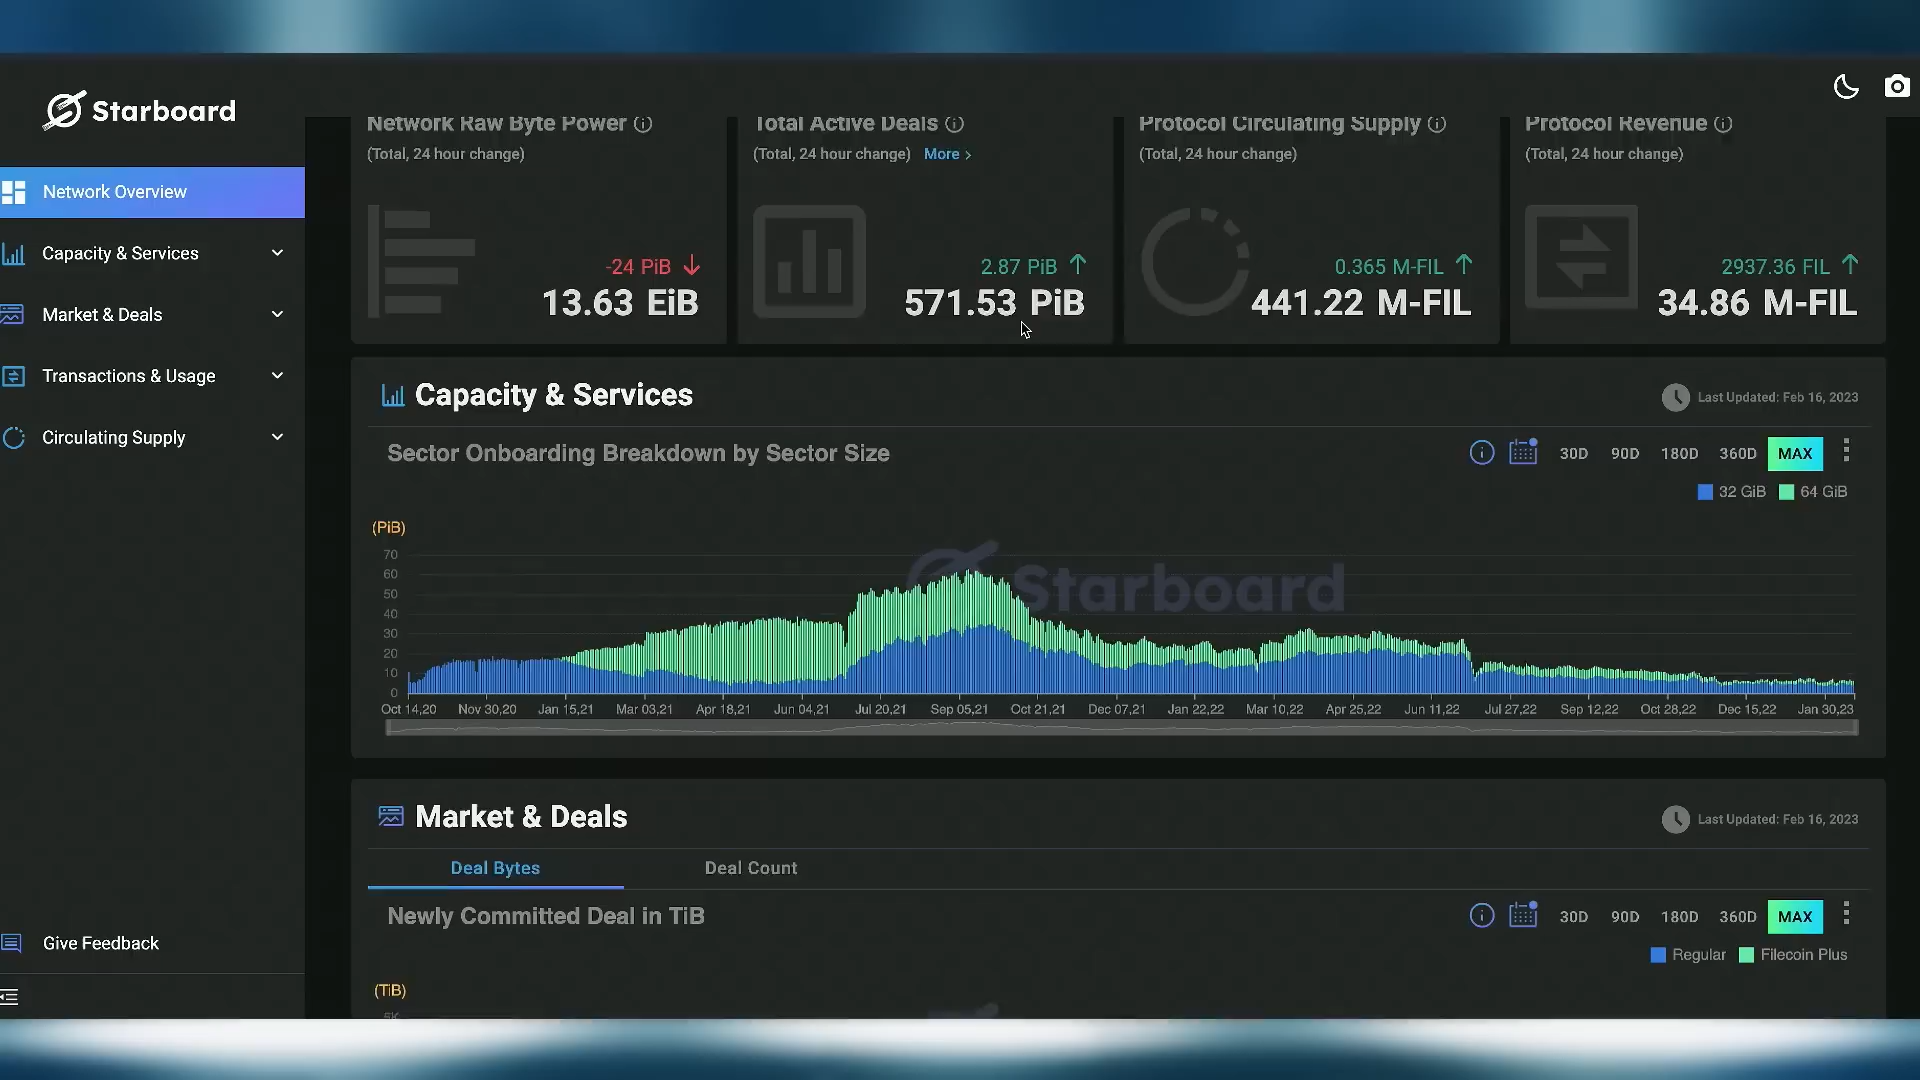 Starboard
Network Overview
Capacity & Services
Market & Deals
Transactions & Usage
Circulating Supply
Give Feedback
Network Raw Byte Power
(Total, 24 hour change)
-24 PiB
13.63 EiB
Total Active Deals
(Total, 24 hour change) More >
2.87 PiB
571.53 PiB
Protocol Circulating Supply
(Total, 24 hour change)
0.365 M-FIL
441.22 M-FIL
Protocol Revenue
(Total, 24 hour change)
2937.36 FIL
34.86 M-FIL
Capacity & Services
Last Updated: Feb 16, 2023
Sector Onboarding Breakdown by Sector Size
30D 90D 180D 360D MAX
32 GiB 64 GiB
(PiB)
70
60
50
40
30
20
10
0
Starboard
Oct 14,20 Nov 30,20 Jan 15,21 Mar 03,21 Apr 18,21 Jun 04,21 Jul 20,21 Sep 05,21 Oct 21,21 Dec 07,21 Jan 22,22 Mar 10,22 Apr 25,22 Jun 11,22 Jul 27,22 Sep 12,22 Oct 28,22 Dec 15,22 Jan 30,23
Market & Deals
Last Updated: Feb 16, 2023
Deal Bytes Deal Count
Newly Committed Deal in TiB
30D 90D 180D 360D MAX
Regular Filecoin Plus
(TiB)
5K